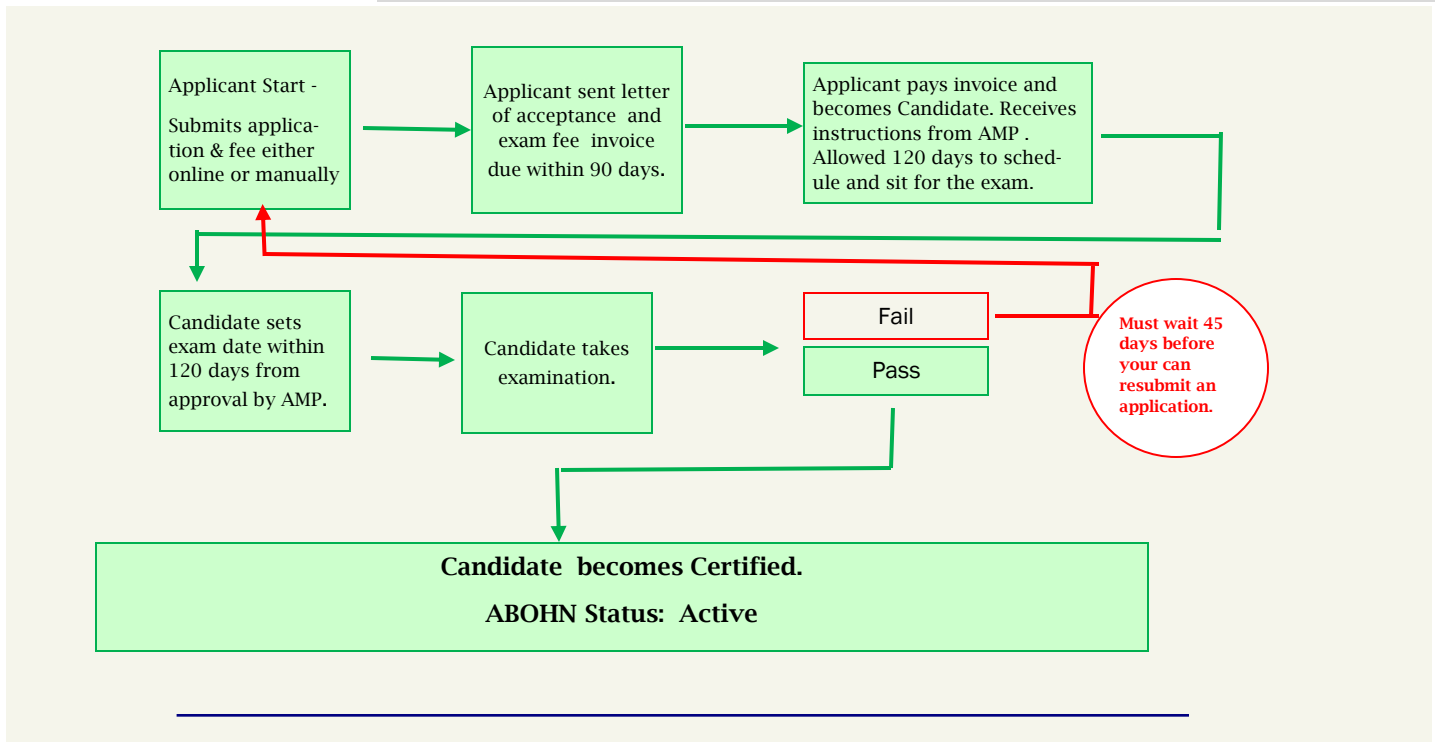 Applicant Start -
Submits applica-
tion & fee either
online or manually
Applicant sent letter
of acceptance and
exam fee invoice
due within 90 days.
Applicant pays invoice and
becomes Candidate. Receives
instructions from AMP .
Allowed 120 days to sched-
ule and sit for the exam.
Candidate sets
exam date within
120 days from
approval by AMP.
Candidate takes
examination.
Fail
Pass
Must wait 45
days before
your can
resubmit an
application.
Candidate becomes Certified.
ABOHN Status: Active